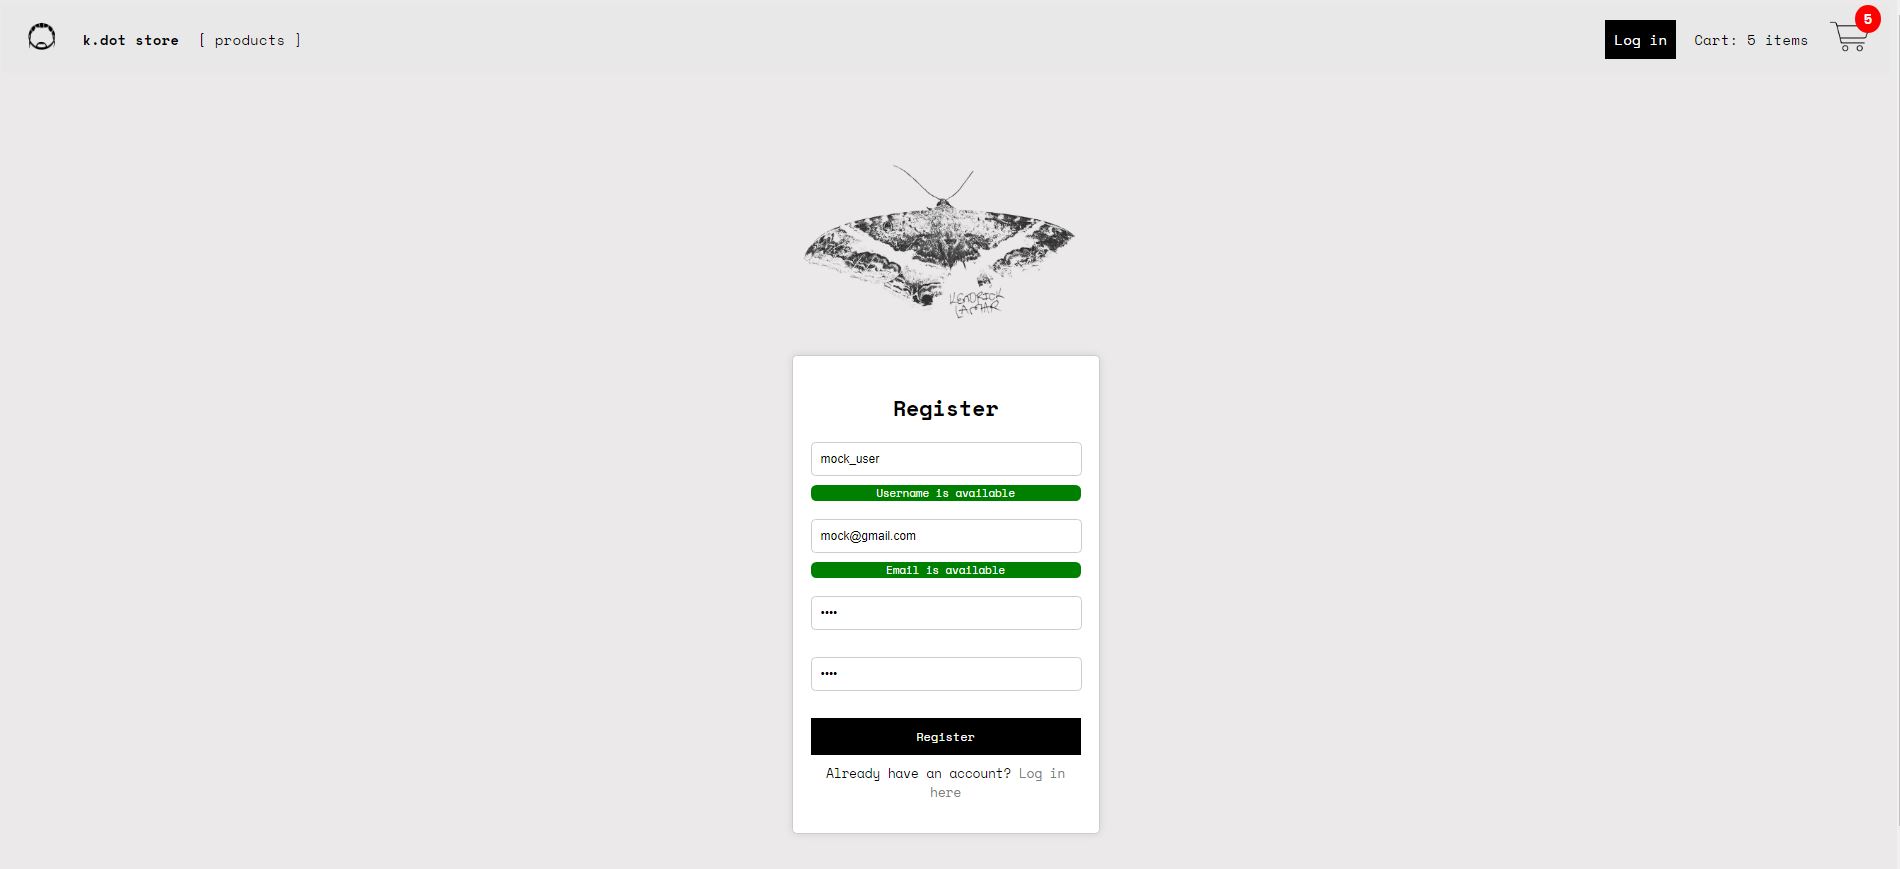 k.dot store [ products ]
Log in
Cart: 5 items
5
KENDRICK
LAMAR
Register
mock_user
Username is available
mock@gmail.com
Email is available
••••
••••
Register
Already have an account? Log in
here